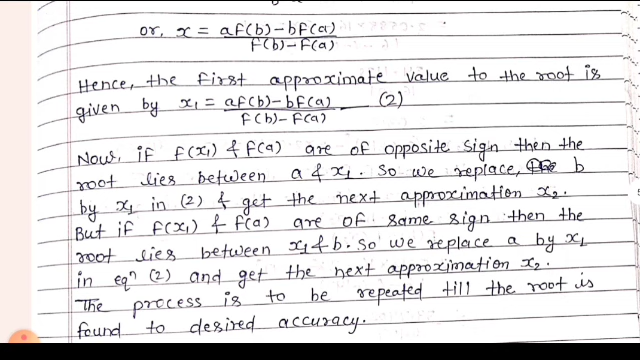 or, x = af(b)-bf(a) / f(b)-f(a)
Hence, the first approximate value to the root is
given by x₁ = af(b)-bf(a) / f(b)-f(a) (2)
Now, if f(x₁) & f(a) are of opposite sign then the
root lies between a & x₁. So we replace, b
by x₁ in (2) & get the next approximation x₂.
But if f(x₁) & f(a) are of same sign then the
root lies between x₁ & b. So we replace a by x₁
in eqⁿ (2) and get the next approximation x₂.
The process is to be repeated till the root is
found to desired accuracy.